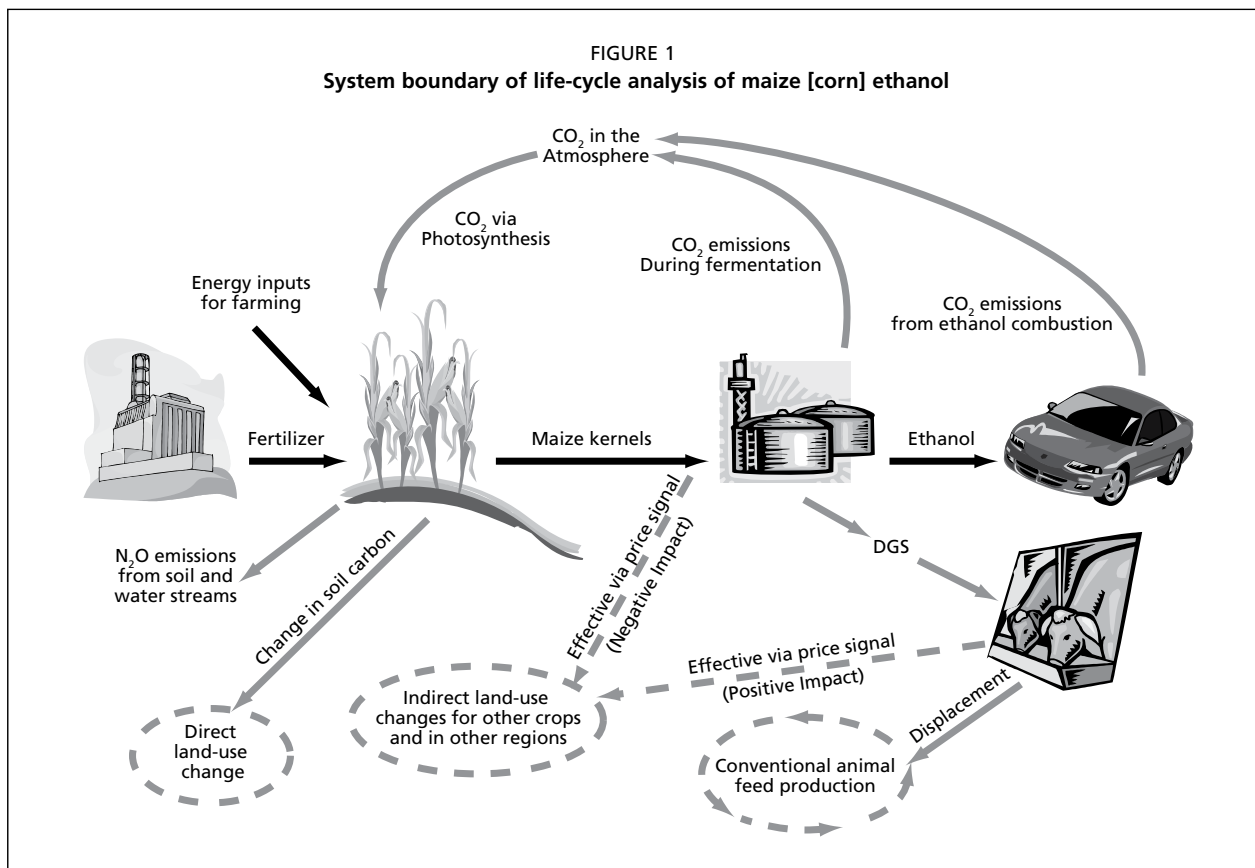 FIGURE 1
System boundary of life-cycle analysis of maize [corn] ethanol
CO₂ in the
Atmosphere
CO₂ via
Photosynthesis
CO₂ emissions
During fermentation
Energy inputs
for farming
CO₂ emissions
from ethanol combustion
Fertilizer
Maize kernels
Ethanol
DGS
N₂O emissions
from soil and
water streams
Change in soil carbon
Effective via price signal
(Negative Impact)
Effective via price signal
(Positive Impact)
Displacement
Direct
land-use
change
Indirect land-use
changes for other crops
and in other regions
Conventional animal
feed production